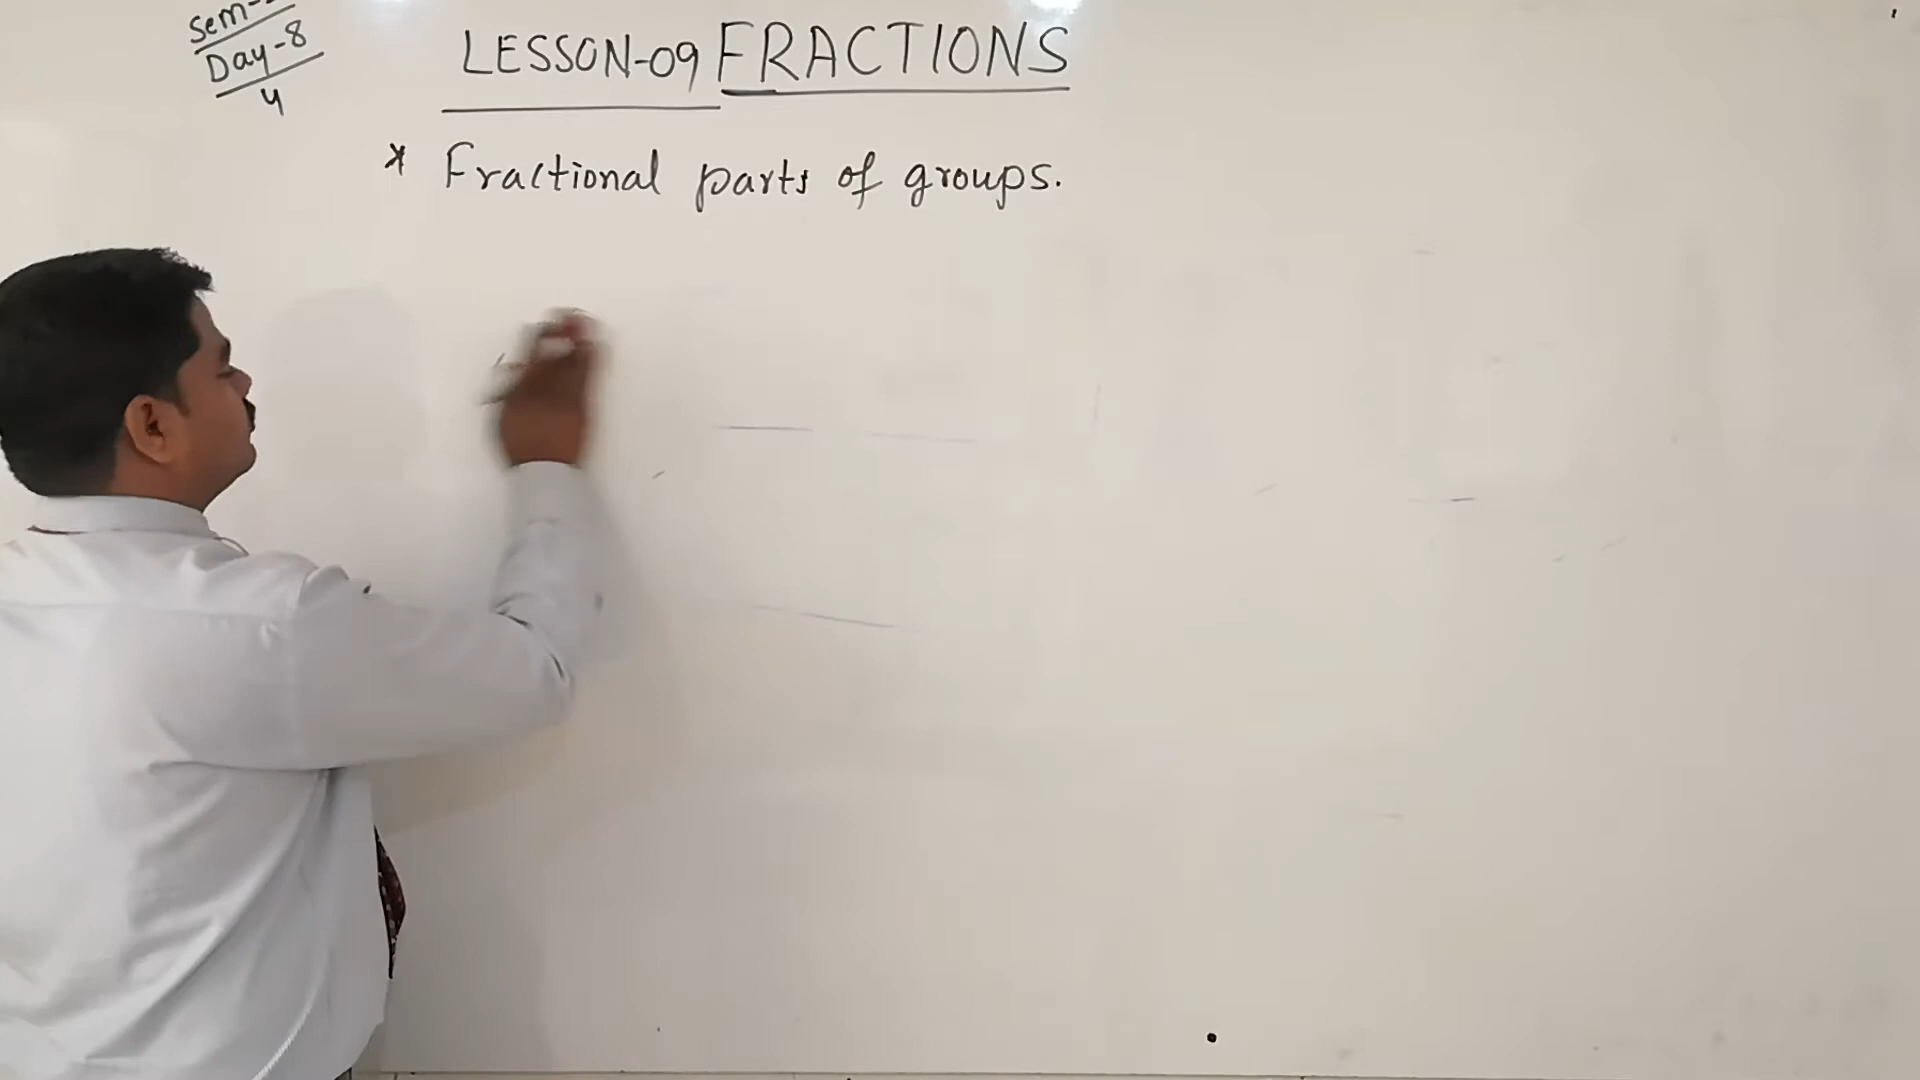 Sem-
Day-8
4
LESSON-09 FRACTIONS
* Fractional parts of groups.